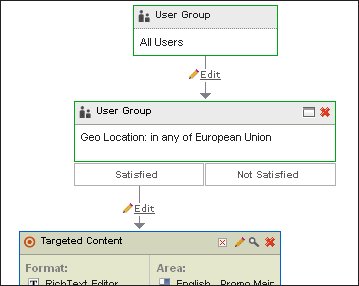 User Group
All Users
Edit
User Group
Geo Location: in any of European Union
Satisfied
Not Satisfied
Edit
Targeted Content
Format:
Area:
RichText Editor
English Promo Main